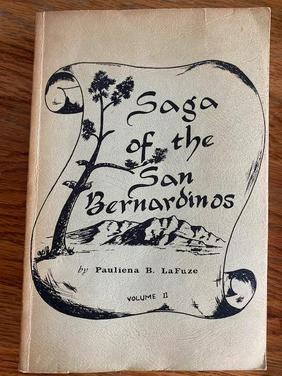 Saga
of the
San
Bernardinos
by Pauliena B. LaFuze
VOLUME II